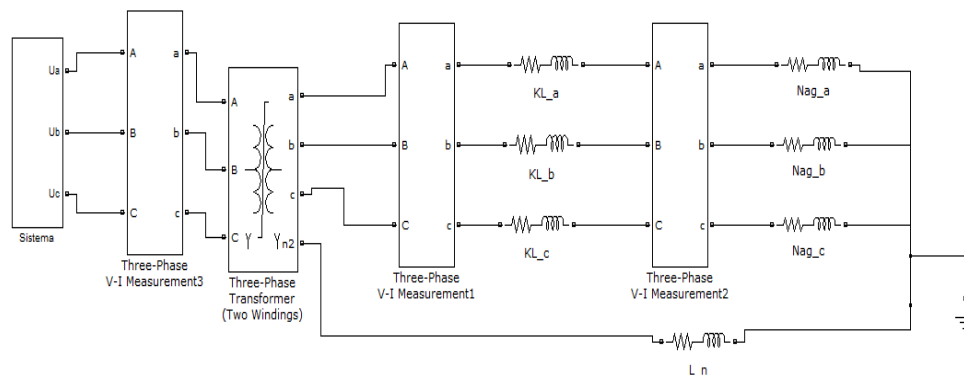 Ua
Ub
Uc
Sistema
A
B
C
a
b
c
Three-Phase
V-I Measurement3
A
B
C
a
b
c
Y
Yn2
Three-Phase
Transformer
(Two Windings)
A
B
C
a
b
c
Three-Phase
V-I Measurement1
KL_a
KL_b
KL_c
A
B
C
a
b
c
Three-Phase
V-I Measurement2
Nag_a
Nag_b
Nag_c
L_n